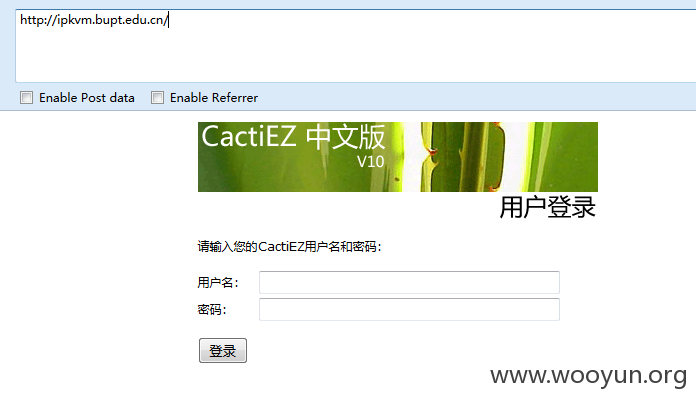 http://ipkvm.bupt.edu.cn/
Enable Post data
Enable Referrer
CactiEZ 中文版
V10
用户登录
请输入您的CactiEZ用户名和密码:
用户名:
密码:
登录
www.wooyun.org